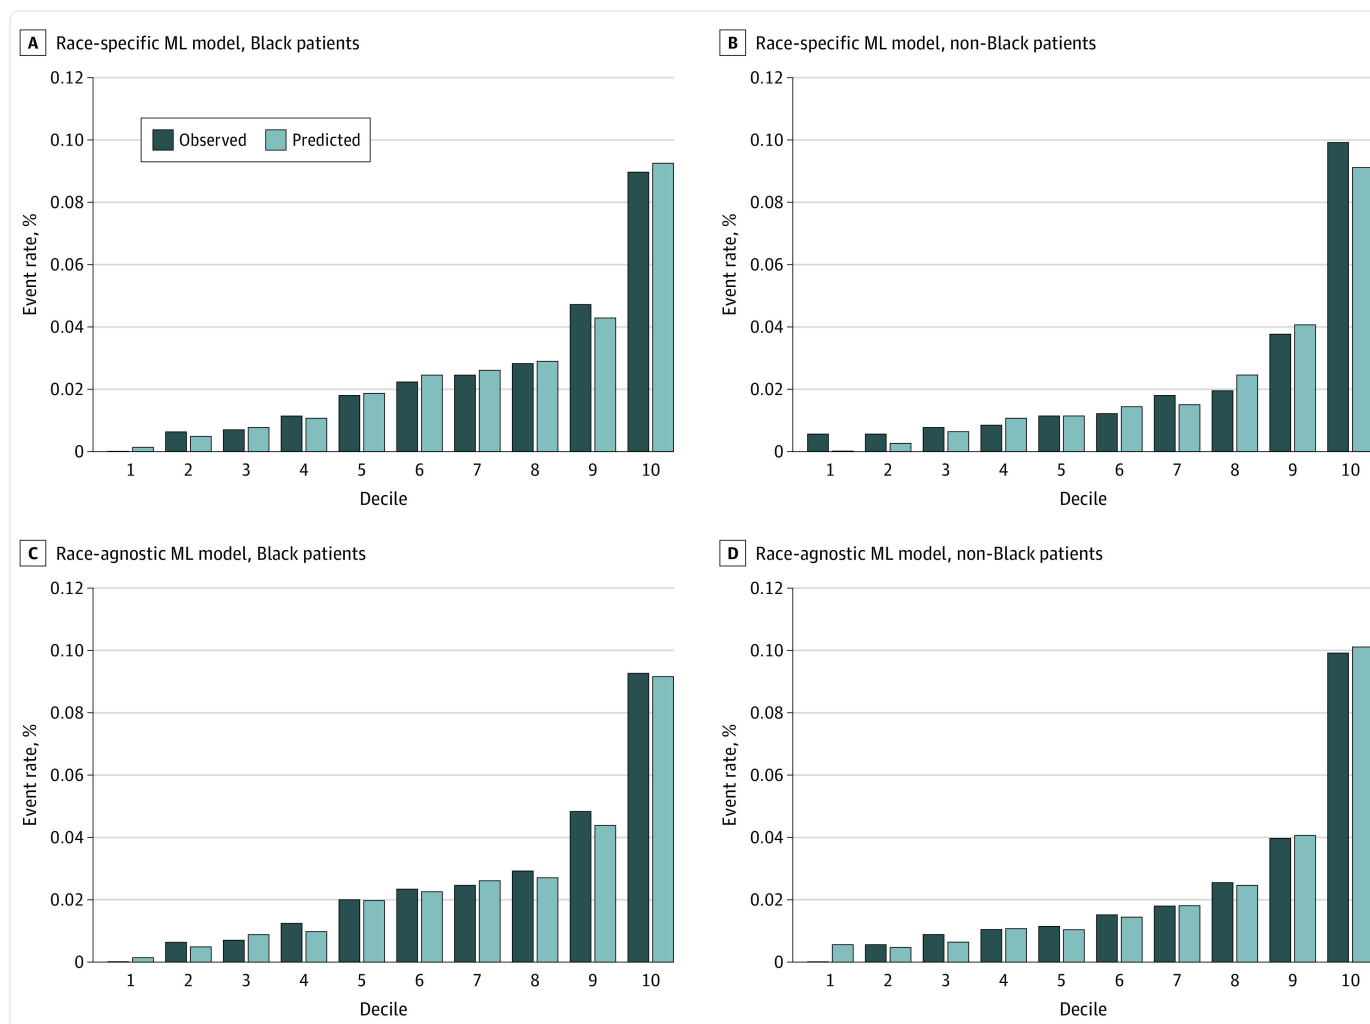 A Race-specific ML model, Black patients
0.12
0.10
0.08
0.06
0.04
0.02
0
Event rate, %
Observed Predicted
1 2 3 4 5 6 7 8 9 10
Decile
B Race-specific ML model, non-Black patients
0.12
0.10
0.08
0.06
0.04
0.02
0
Event rate, %
1 2 3 4 5 6 7 8 9 10
Decile
C Race-agnostic ML model, Black patients
0.12
0.10
0.08
0.06
0.04
0.02
0
Event rate, %
1 2 3 4 5 6 7 8 9 10
Decile
D Race-agnostic ML model, non-Black patients
0.12
0.10
0.08
0.06
0.04
0.02
0
Event rate, %
1 2 3 4 5 6 7 8 9 10
Decile